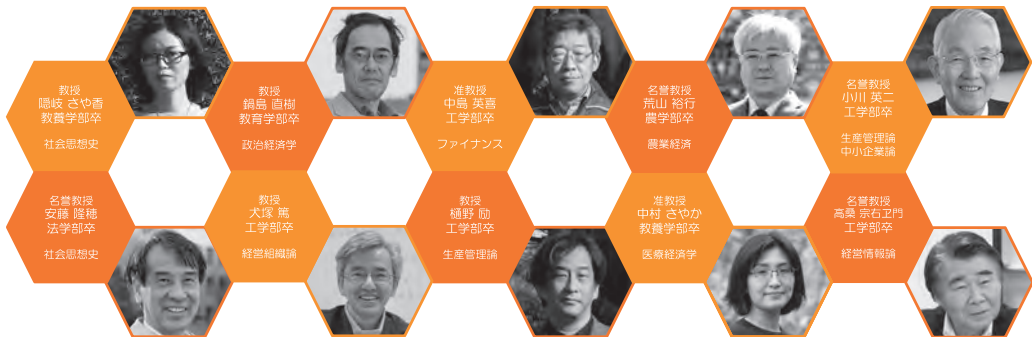 教授
隠岐 さや香
教養学部卒
社会思想史
教授
鍋島 直樹
教育学部卒
政治経済学
准教授
中島 英喜
工学部卒
ファイナンス
名誉教授
荒山 裕行
農学部卒
農業経済
名誉教授
小川 英二
工学部卒
生産管理論
中小企業論
名誉教授
安藤 隆穂
法学部卒
社会思想史
教授
犬塚 篤
工学部卒
経営組織論
教授
樋野 励
工学部卒
生産管理論
准教授
中村 さやか
教養学部卒
医療経済学
名誉教授
高桑 宗右ヱ門
工学部卒
経営情報論